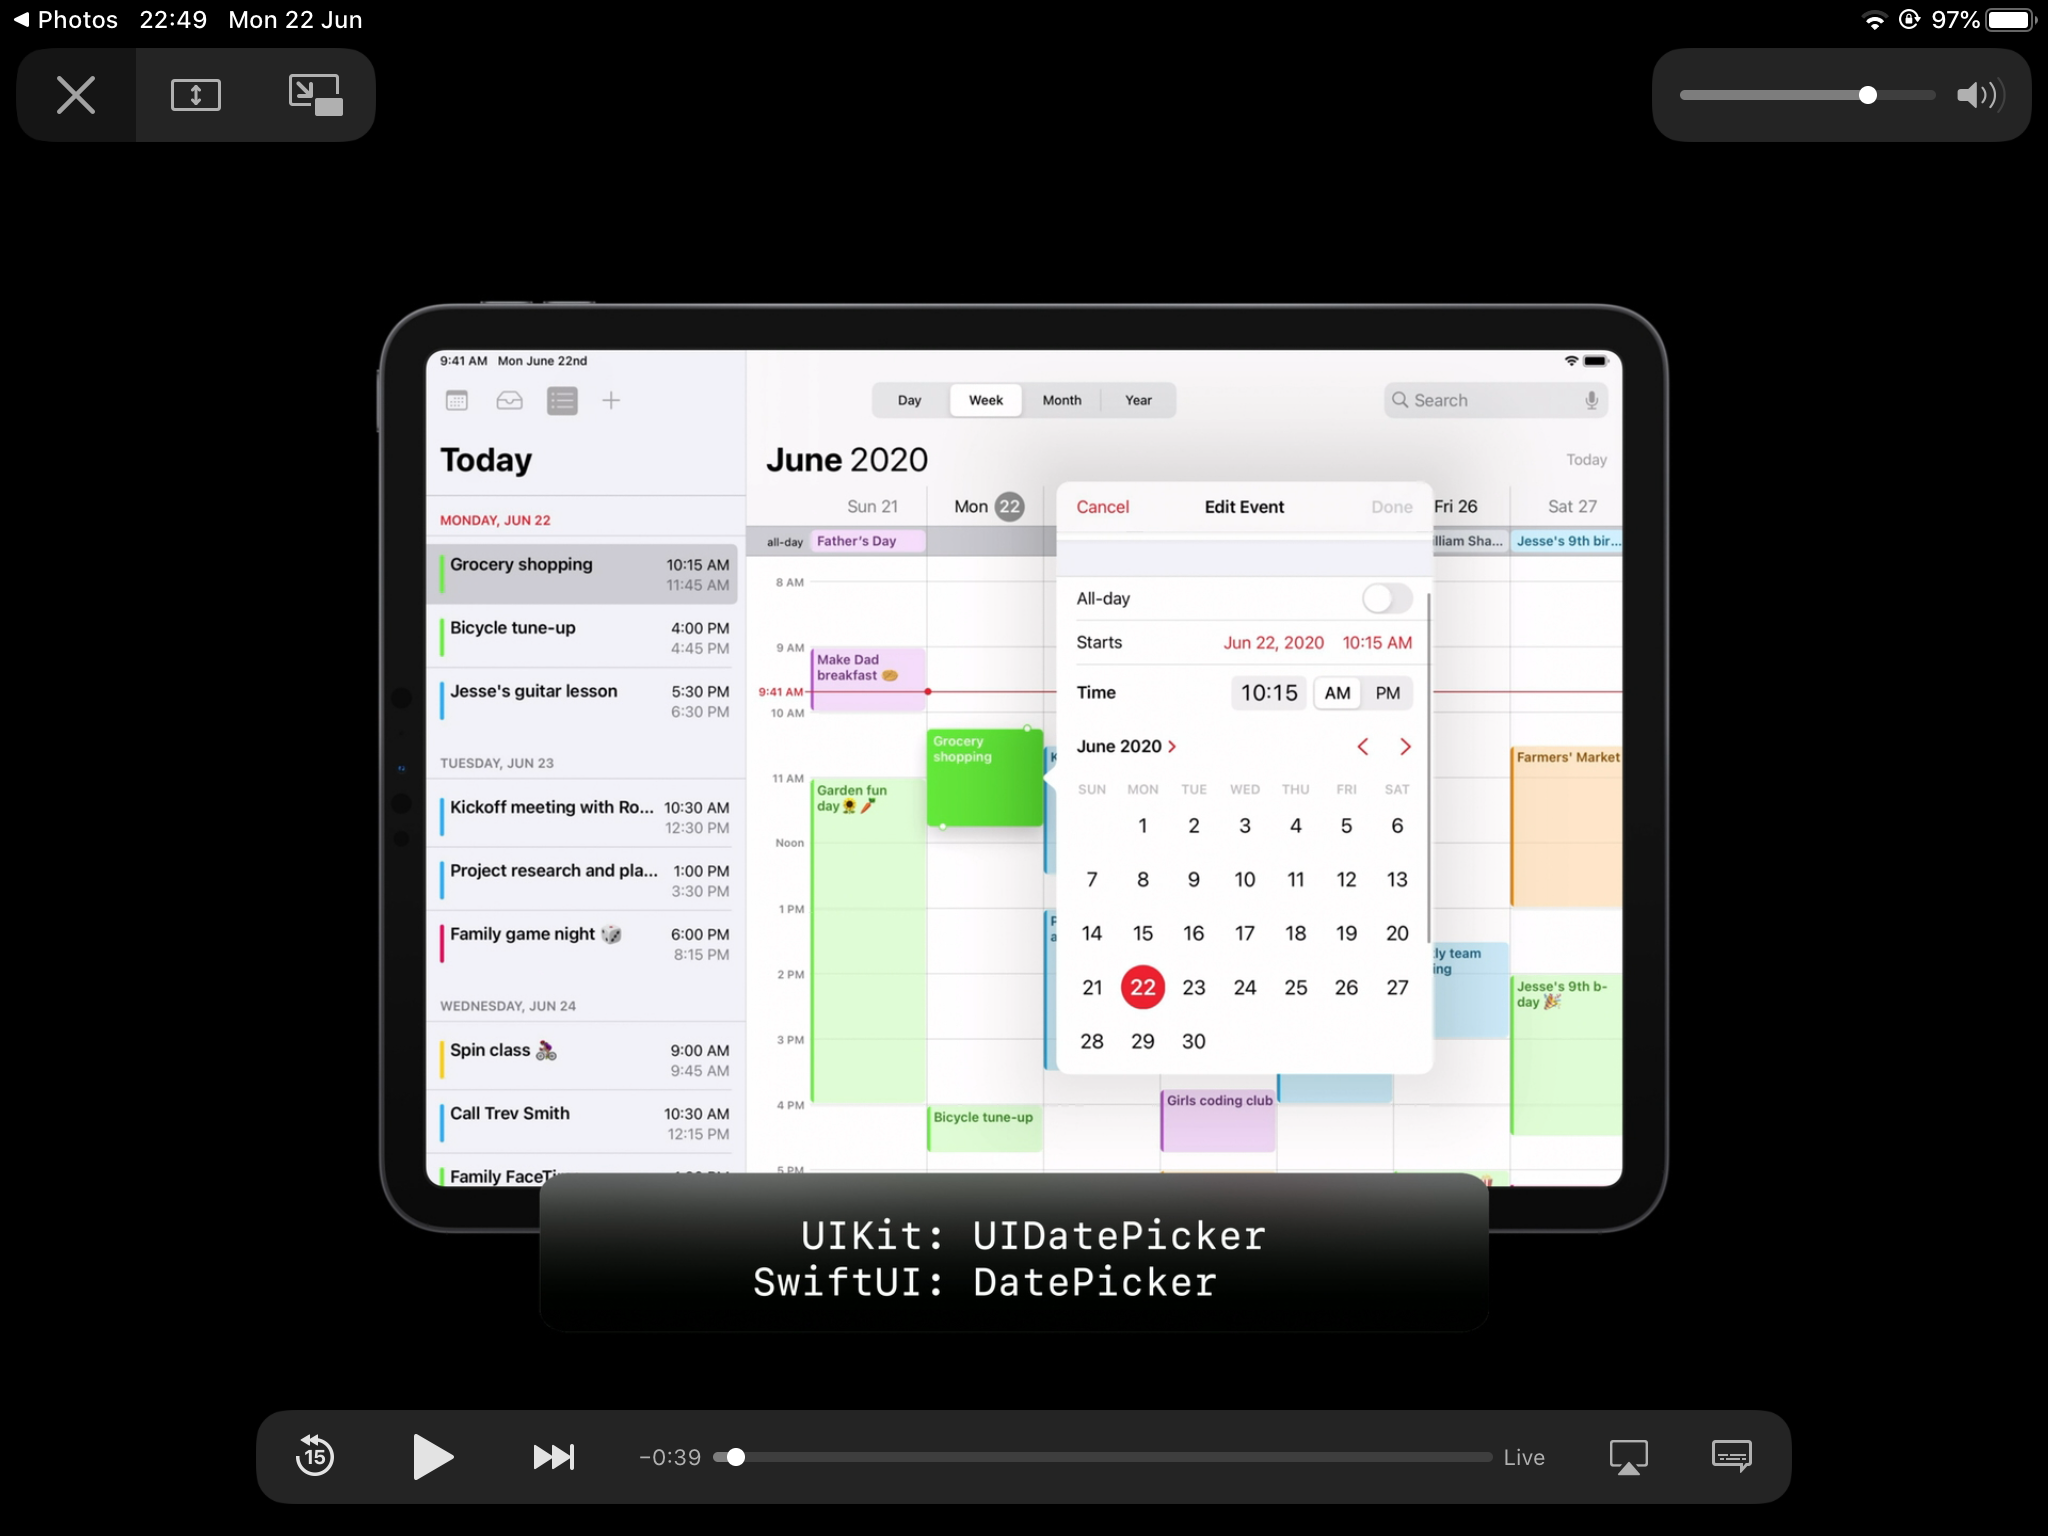 Photos 22:49 Mon 22 Jun
97%
9:41 AM Mon June 22nd
Day Week Month Year
Search
Today
June 2020
Today
Sun 21 Mon 22 Fri 26 Sat 27
all-day Father's Day lliam Sha... Jesse's 9th bir...
MONDAY, JUN 22
Grocery shopping 10:15 AM
11:45 AM
Bicycle tune-up 4:00 PM
4:45 PM
Jesse's guitar lesson 5:30 PM
6:30 PM
TUESDAY, JUN 23
Kickoff meeting with Ro... 10:30 AM
12:30 PM
Project research and pla... 1:00 PM
3:30 PM
Family game night 6:00 PM
8:15 PM
WEDNESDAY, JUN 24
Spin class 9:00 AM
9:45 AM
Call Trev Smith 10:30 AM
12:15 PM
Family FaceTi
8 AM
9 AM
9:41 AM
10 AM
11 AM
Noon
1 PM
2 PM
3 PM
4 PM
5 PM
Make Dad
breakfast
Garden fun
day
Grocery
shopping
Bicycle tune-up
K
P
a
Girls coding club
ly team
ing
Farmers' Market
Jesse's 9th b-
day
Cancel Edit Event Done
All-day
Starts Jun 22, 2020 10:15 AM
Time 10:15 AM PM
June 2020
SUN MON TUE WED THU FRI SAT
1 2 3 4 5 6
7 8 9 10 11 12 13
14 15 16 17 18 19 20
21 22 23 24 25 26 27
28 29 30
UIKit: UIDatePicker
SwiftUI: DatePicker
15 -0:39 Live